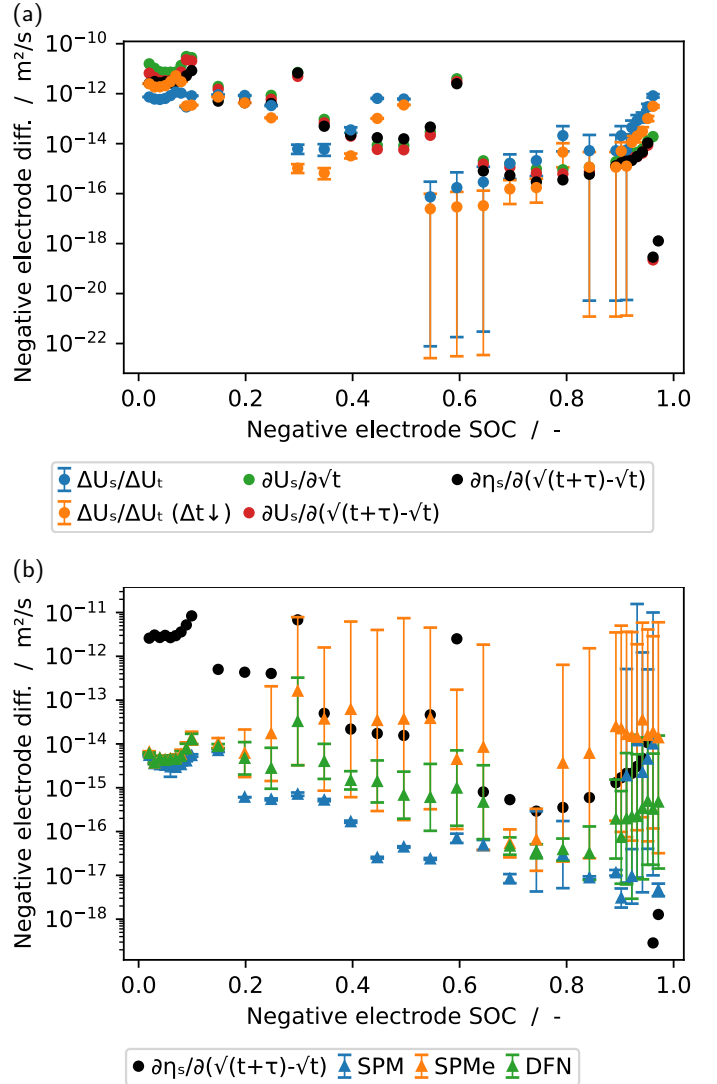 (a)
Negative electrode diff. / m²/s
10⁻¹⁰
10⁻¹²
10⁻¹⁴
10⁻¹⁶
10⁻¹⁸
10⁻²⁰
10⁻²²
0.0 0.2 0.4 0.6 0.8 1.0
Negative electrode SOC / -
ΔUₛ/ΔUₜ ∂Uₛ/∂√t ∂ηₛ/∂(√(t+τ)-√t)
ΔUₛ/ΔUₜ (Δt↓) ∂Uₛ/∂(√(t+τ)-√t)
(b)
Negative electrode diff. / m²/s
10⁻¹¹
10⁻¹²
10⁻¹³
10⁻¹⁴
10⁻¹⁵
10⁻¹⁶
10⁻¹⁷
10⁻¹⁸
0.0 0.2 0.4 0.6 0.8 1.0
Negative electrode SOC / -
∂ηₛ/∂(√(t+τ)-√t) SPM SPMe DFN